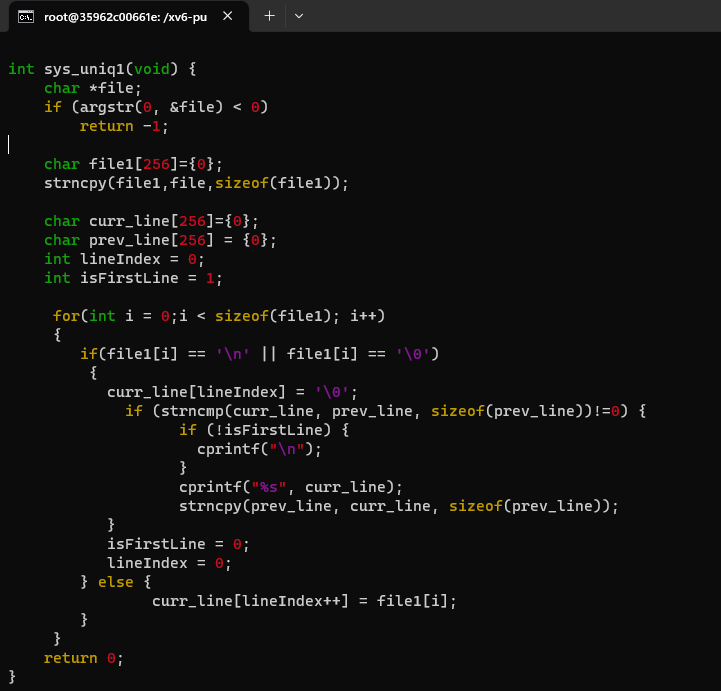 root@35962c00661e: /xv6-pu
int sys_uniq1(void) {
    char *file;
    if (argstr(0, &file) < 0)
        return -1;

    char file1[256]={0};
    strncpy(file1,file,sizeof(file1));

    char curr_line[256]={0};
    char prev_line[256] = {0};
    int lineIndex = 0;
    int isFirstLine = 1;

     for(int i = 0;i < sizeof(file1); i++)
     {
        if(file1[i] == '\n' || file1[i] == '\0')
         {
           curr_line[lineIndex] = '\0';
             if (strncmp(curr_line, prev_line, sizeof(prev_line))!=0) {
                   if (!isFirstLine) {
                     cprintf("\n");
                   }
                   cprintf("%s", curr_line);
                   strncpy(prev_line, curr_line, sizeof(prev_line));
           }
           isFirstLine = 0;
           lineIndex = 0;
        } else {
                curr_line[lineIndex++] = file1[i];
        }
     }
    return 0;
}